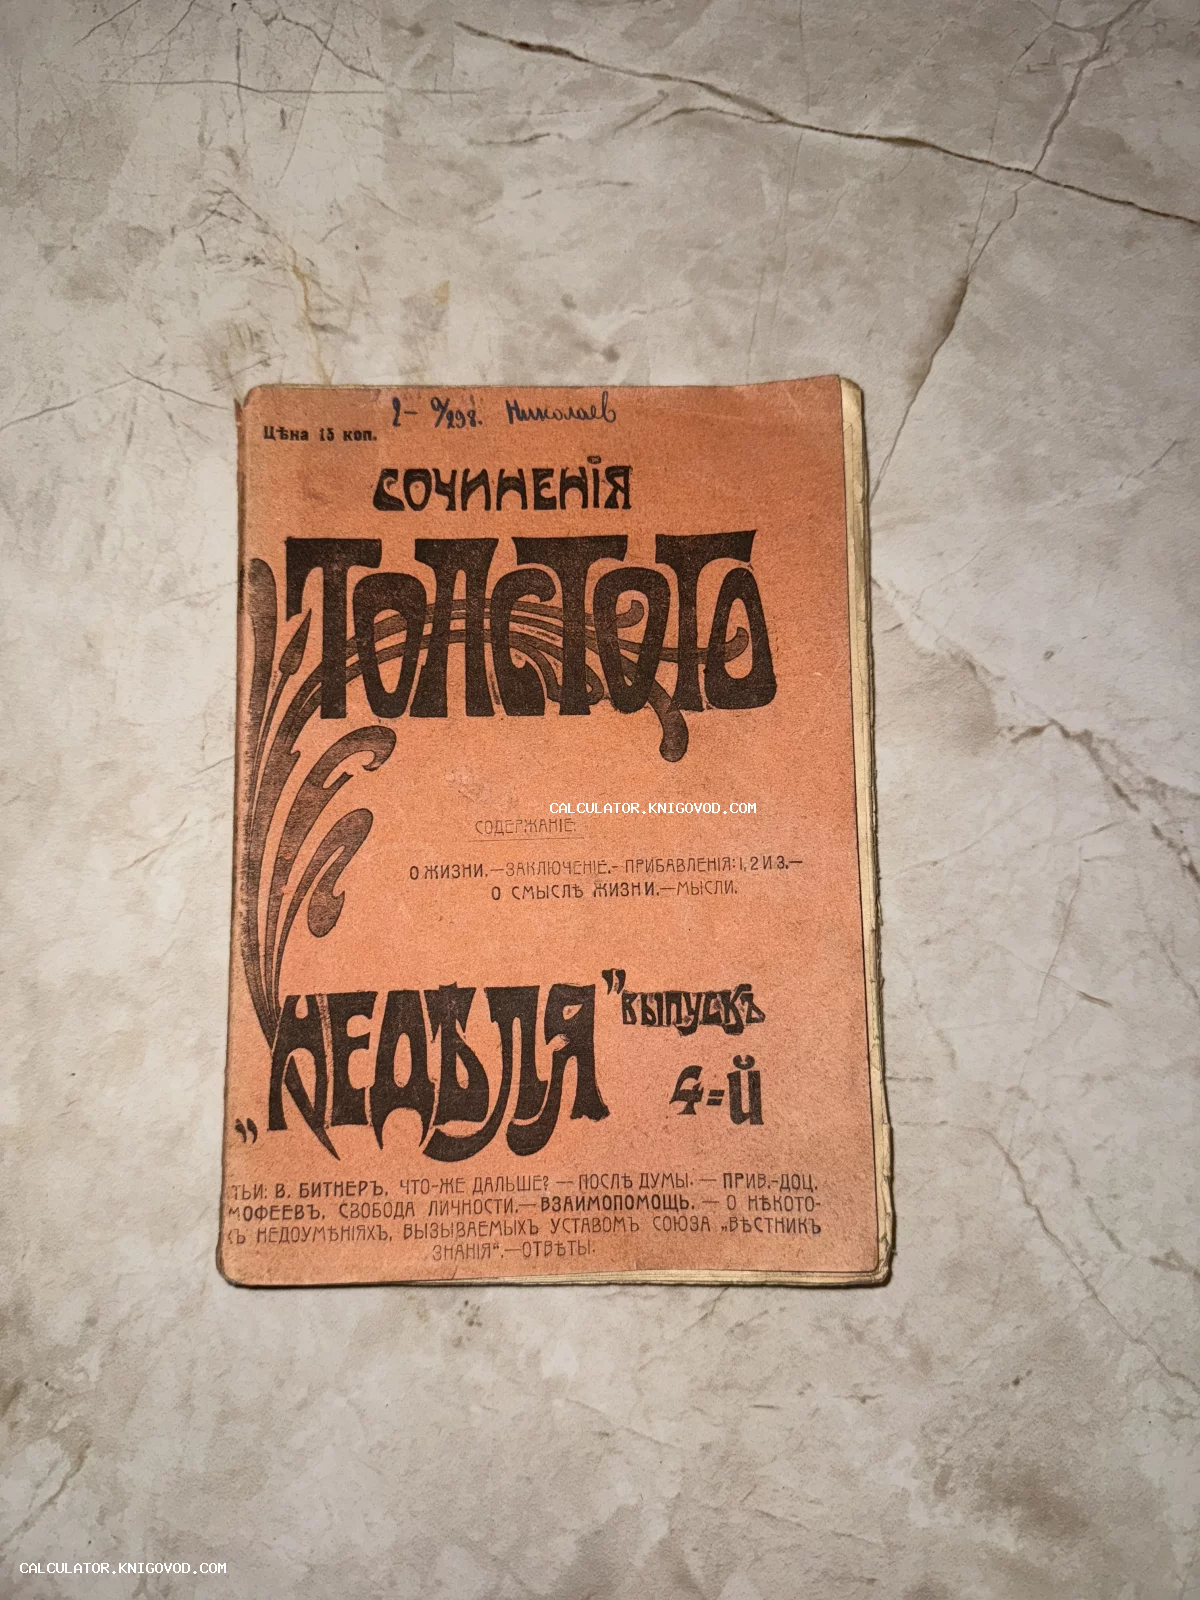 2– 9/298. Николаев
Цѣна 15 коп.
СОЧИНЕНІЯ
ТОЛСТОГО
CALCULATOR.KNIGOVOD.COM
СОДЕРЖАНІЕ:
О ЖИЗНИ.—ЗАКЛЮЧЕНІЕ.- ПРИБАВЛЕНІЯ: 1, 2 И 3.—
О СМЫСЛѢ ЖИЗНИ.—МЫСЛИ.
„НЕДѢЛЯ” ВЫПУСКЪ
4=Й
ТЬИ: В. БИТНЕРЪ, ЧТО-ЖЕ ДАЛЬШЕ? — ПОСЛѢ ДУМЫ. — ПРИВ.-ДОЦ.
МОФЕЕВЪ, СВОБОДА ЛИЧНОСТИ.— ВЗАИМОПОМОЩЬ. — О НѢКОТО-
Ъ НЕДОУМѢНІЯХЪ, ВЫЗЫВАЕМЫХЪ УСТАВОМЪ СОЮЗА „ВѢСТНИК
ЗНАНІЯ“.—ОТВѢТЫ.
CALCULATOR.KNIGOVOD.COM